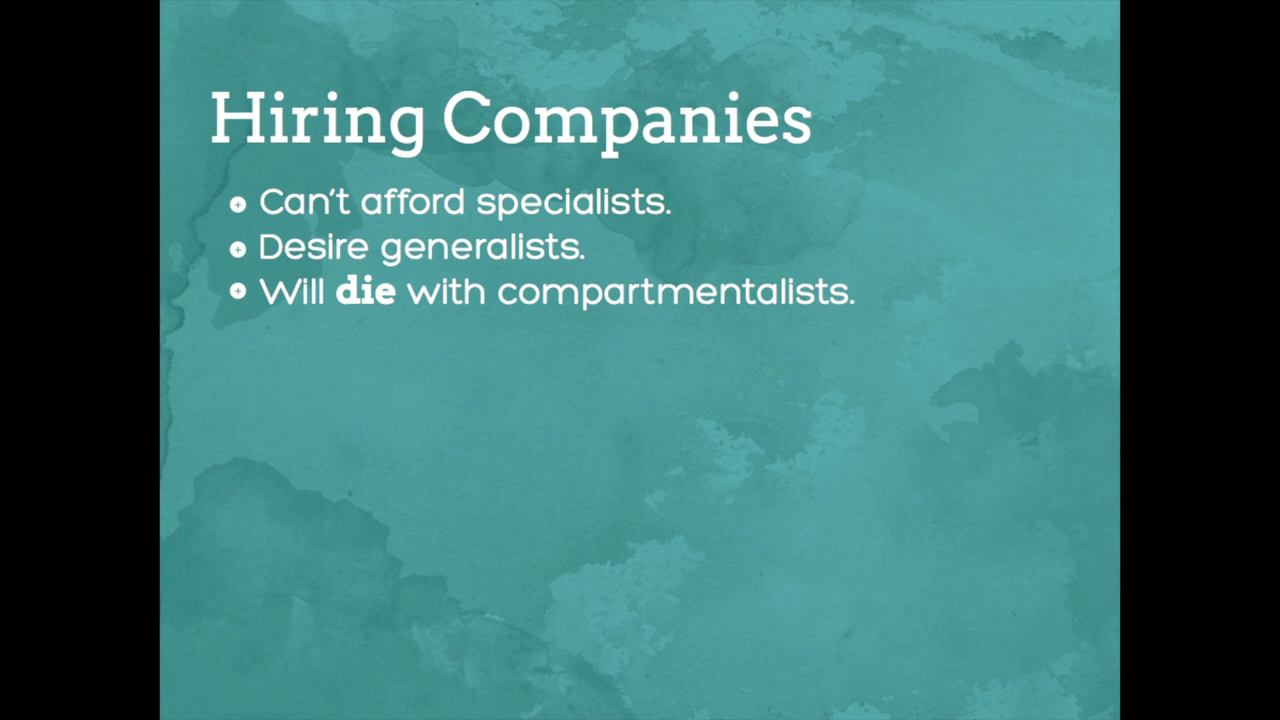 Hiring Companies
Can't afford specialists.
Desire generalists.
Will die with compartmentalists.